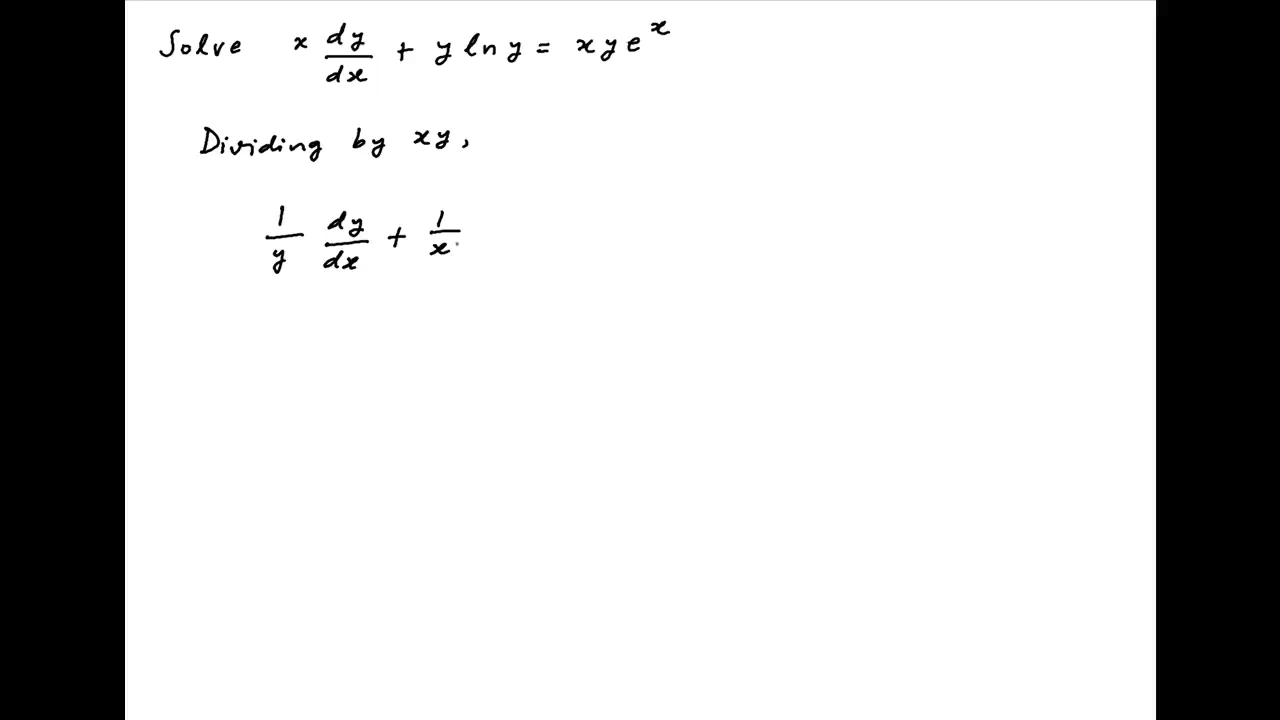 Solve x dy/dx + y ln y = x y e^x
Dividing by xy,
1/y dy/dx + 1/x